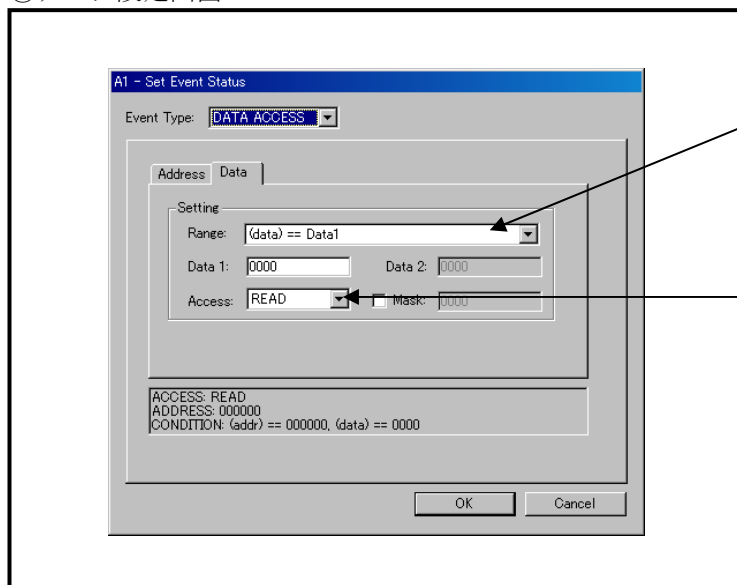 A1 - Set Event Status
Event Type: DATA ACCESS
Address Data
Setting
Range: (data) == Data1
Data 1: 0000 Data 2: 0000
Access: READ Mask: 0000
ACCESS: READ
ADDRESS: 000000
CONDITION: (addr) == 000000, (data) == 0000
OK Cancel